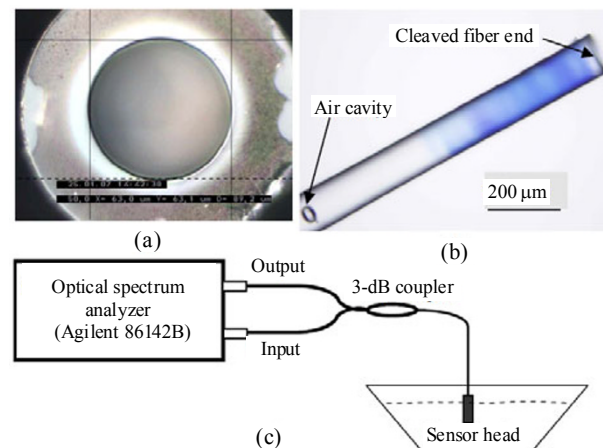 Cleaved fiber end
Air cavity
200 μm
(a)
(b)
Optical spectrum
analyzer
(Agilent 86142B)
Output
Input
3-dB coupler
Sensor head
(c)